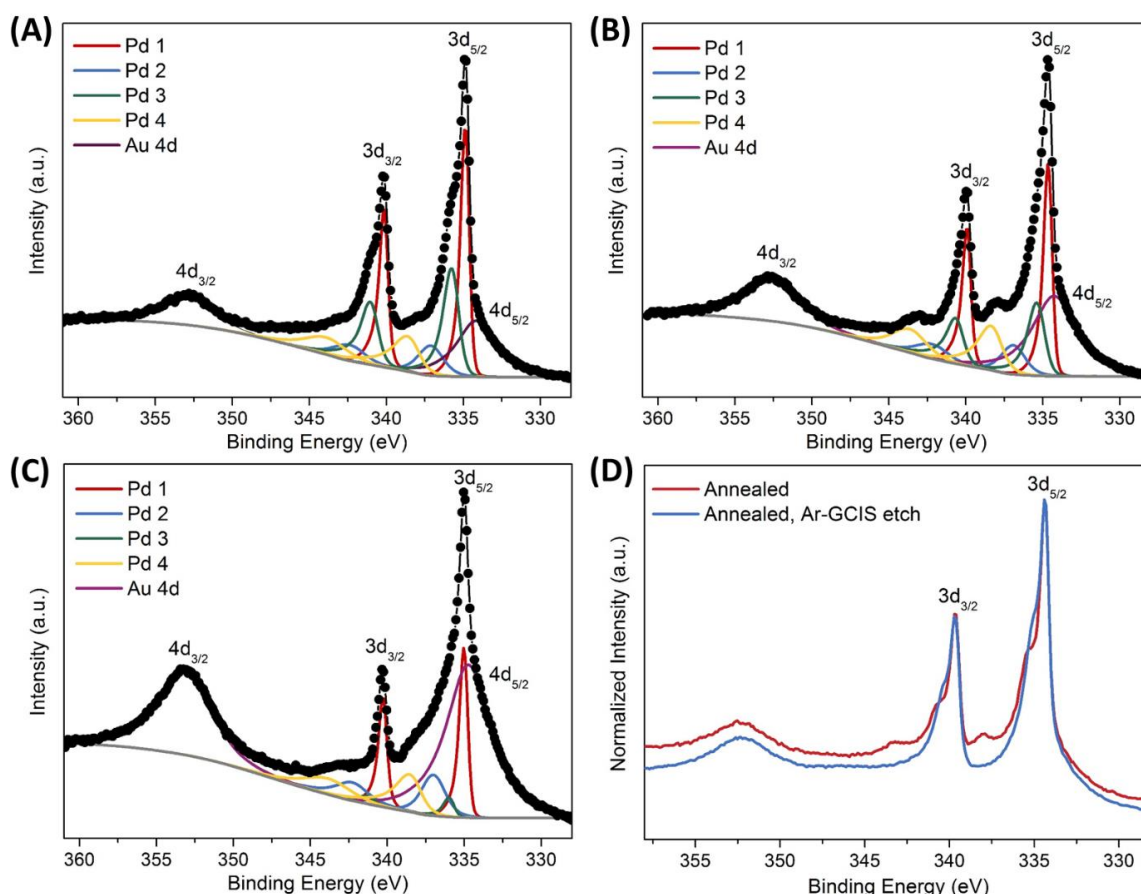 (A)
Pd 1
Pd 2
Pd 3
Pd 4
Au 4d
3d5/2
3d3/2
4d3/2
4d5/2
Intensity (a.u.)
360 355 350 345 340 335 330
Binding Energy (eV)
(B)
Pd 1
Pd 2
Pd 3
Pd 4
Au 4d
3d5/2
3d3/2
4d3/2
4d5/2
Intensity (a.u.)
360 355 350 345 340 335 330
Binding Energy (eV)
(C)
Pd 1
Pd 2
Pd 3
Pd 4
Au 4d
3d5/2
3d3/2
4d3/2
4d5/2
Intensity (a.u.)
360 355 350 345 340 335 330
Binding Energy (eV)
(D)
Annealed
Annealed, Ar-GCIS etch
3d5/2
3d3/2
Normalized Intensity (a.u.)
355 350 345 340 335 330
Binding Energy (eV)